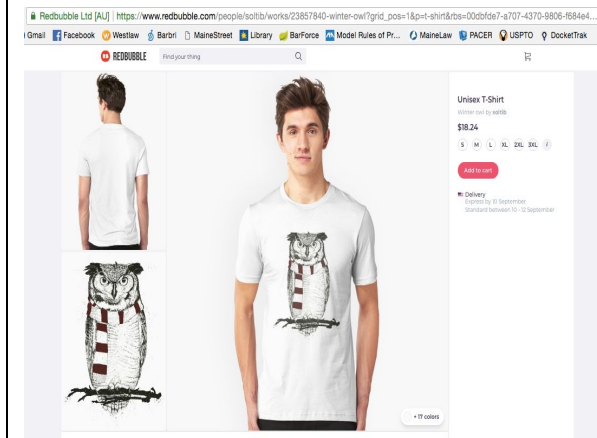 Redbubble Ltd [AU] | https://www.redbubble.com/people/soltib/works/23857840-winter-owl?grid_pos=1&p=t-shirt&rbs=00dbfde7-a707-4370-9806-f684e4...
Gmail Facebook Westlaw Barbri MaineStreet Library BarForce Model Rules of Pr... MaineLaw PACER USPTO DocketTrak
REDBUBBLE Find your thing
Unisex T-Shirt
Winter owl by soltib
$18.24
S M L XL 2XL 3XL i
Add to cart
Delivery
Express by 10 September
Standard between 10 - 12 September
+ 17 colors